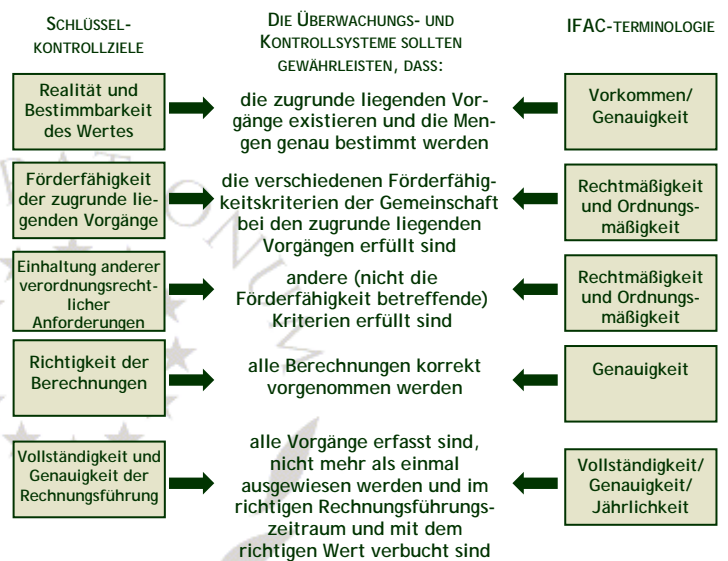 SCHLÜSSEL-
KONTROLLZIELE
DIE ÜBERWACHUNGS- UND
KONTROLLSYSTEME SOLLTEN
GEWÄHRLEISTEN, DASS:
IFAC-TERMINOLOGIE
Realität und
Bestimmbarkeit
des Wertes
die zugrunde liegenden Vor-
gänge existieren und die Men-
gen genau bestimmt werden
Vorkommen/
Genauigkeit
Förderfähigkeit
der zugrunde lie-
genden Vorgänge
die verschiedenen Förderfähig-
keitskriterien der Gemeinschaft
bei den zugrunde liegenden
Vorgängen erfüllt sind
Rechtmäßigkeit
und Ordnungs-
mäßigkeit
Einhaltung anderer
verordnungsrecht-
licher
Anforderungen
andere (nicht die
Förderfähigkeit betreffende)
Kriterien erfüllt sind
Rechtmäßigkeit
und Ordnungs-
mäßigkeit
Richtigkeit der
Berechnungen
alle Berechnungen korrekt
vorgenommen werden
Genauigkeit
Vollständigkeit und
Genauigkeit der
Rechnungsführung
alle Vorgänge erfasst sind,
nicht mehr als einmal
ausgewiesen werden und im
richtigen Rechnungsführungs-
zeitraum und mit dem
richtigen Wert verbucht sind
Vollständigkeit/
Genauigkeit/
Jährlichkeit